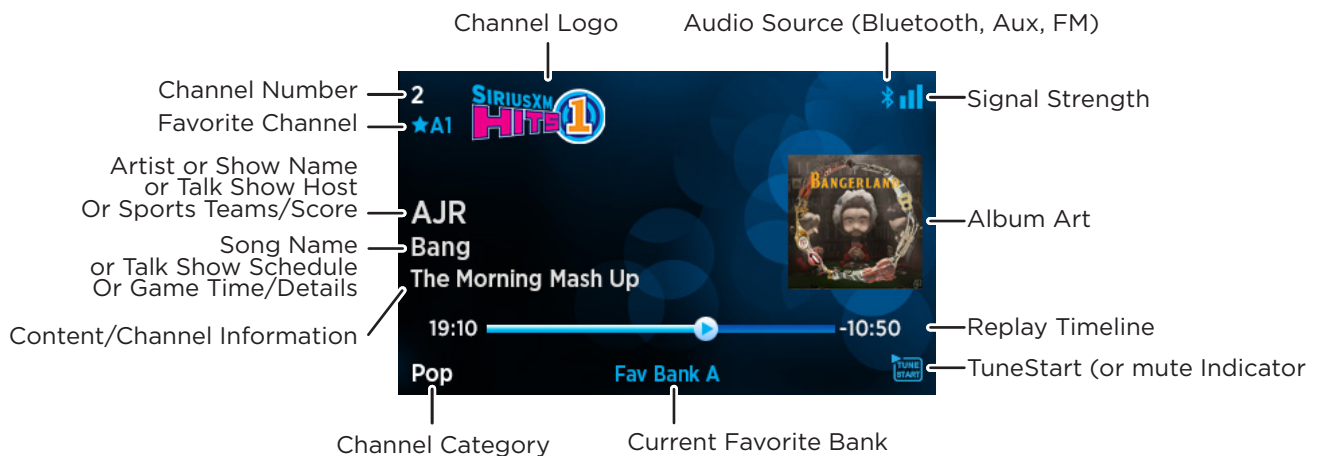 Channel Logo
Audio Source (Bluetooth, Aux, FM)
Channel Number
Favorite Channel
Artist or Show Name
or Talk Show Host
Or Sports Teams/Score
Song Name
or Talk Show Schedule
Or Game Time/Details
Content/Channel Information
2
★A1
SIRIUSXM
HITS 1
AJR
Bang
The Morning Mash Up
19:10
-10:50
Pop
Fav Bank A
BANGERLAND
TUNE
START
Signal Strength
Album Art
Replay Timeline
TuneStart (or mute Indicator
Channel Category
Current Favorite Bank